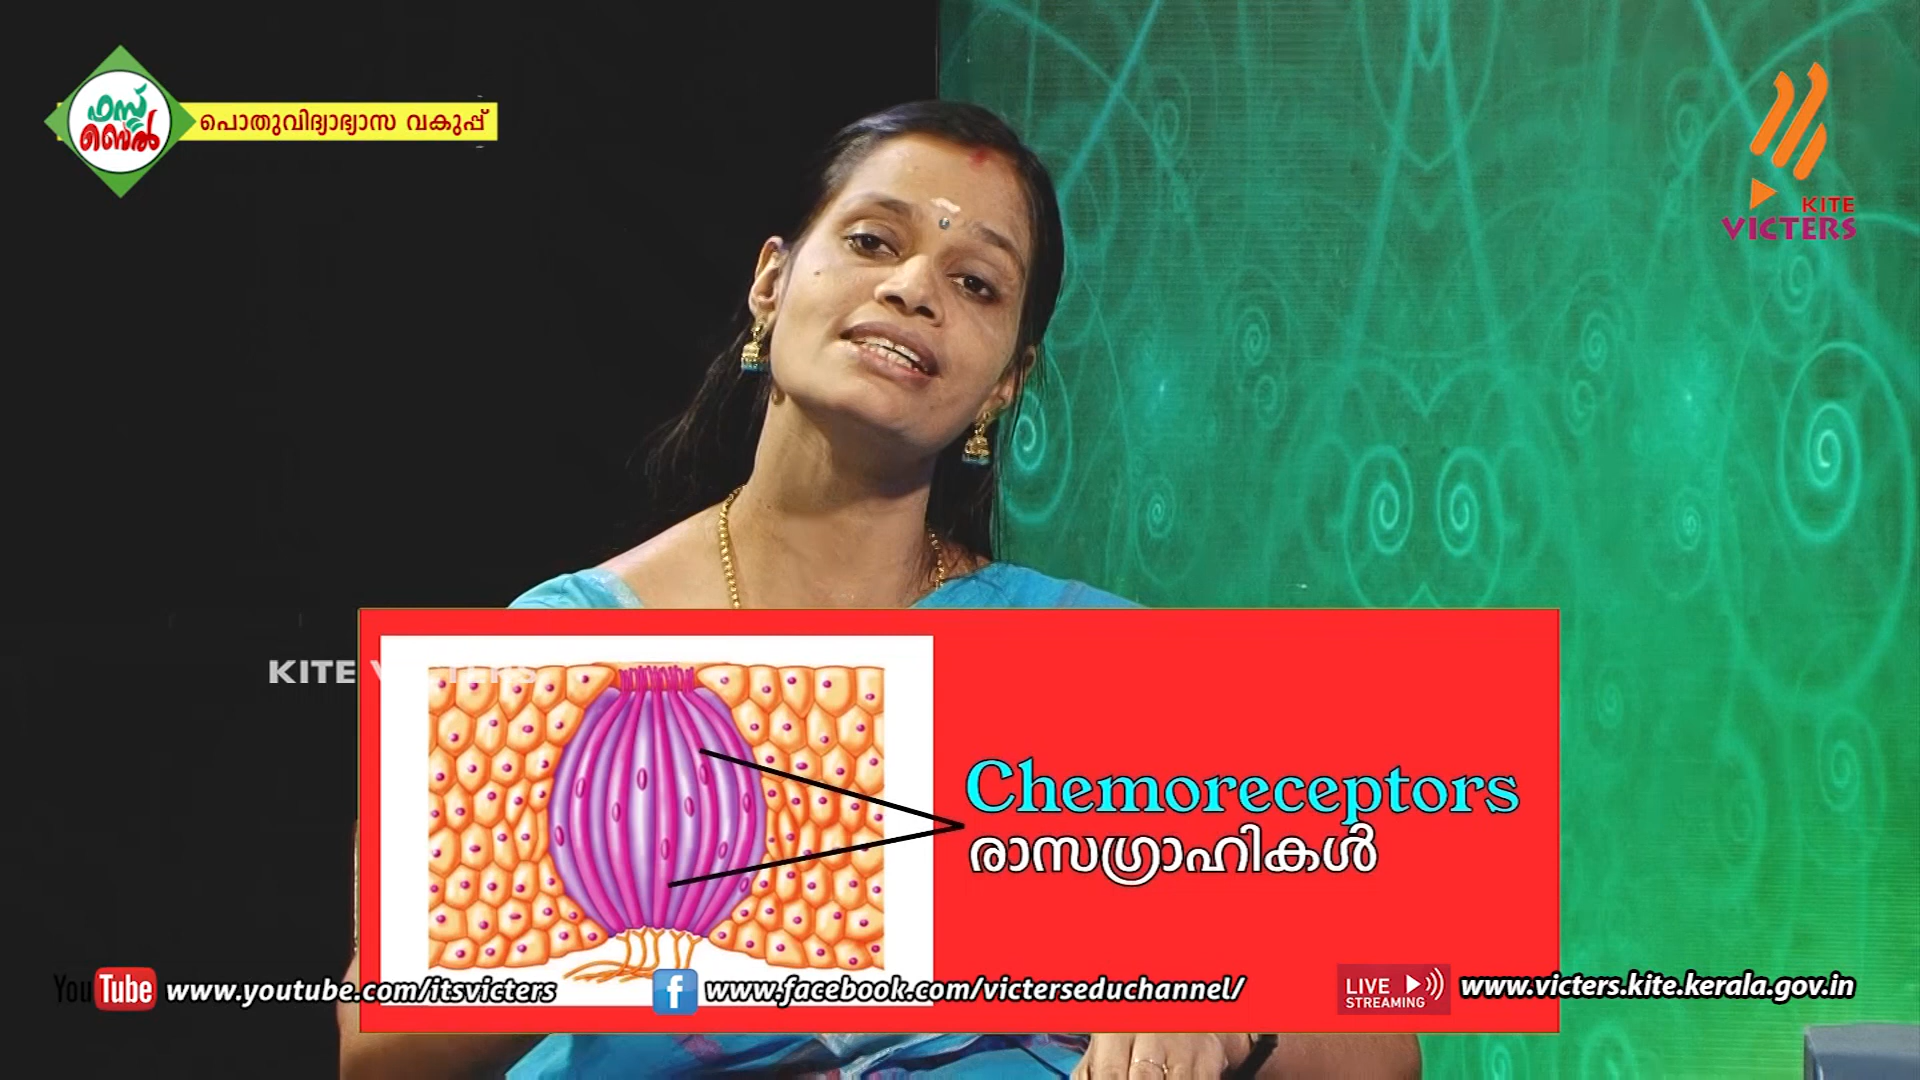 ഫസ്റ്റ്
ബെൽ
പൊതുവിദ്യാഭ്യാസ വകുപ്പ്
KITE
VICTERS
KITE VICTERS
Chemoreceptors
രാസഗ്രാഹികൾ
YouTube www.youtube.com/itsvicters
f www.facebook.com/victerseduchannel/
LIVE
STREAMING
www.victers.kite.kerala.gov.in